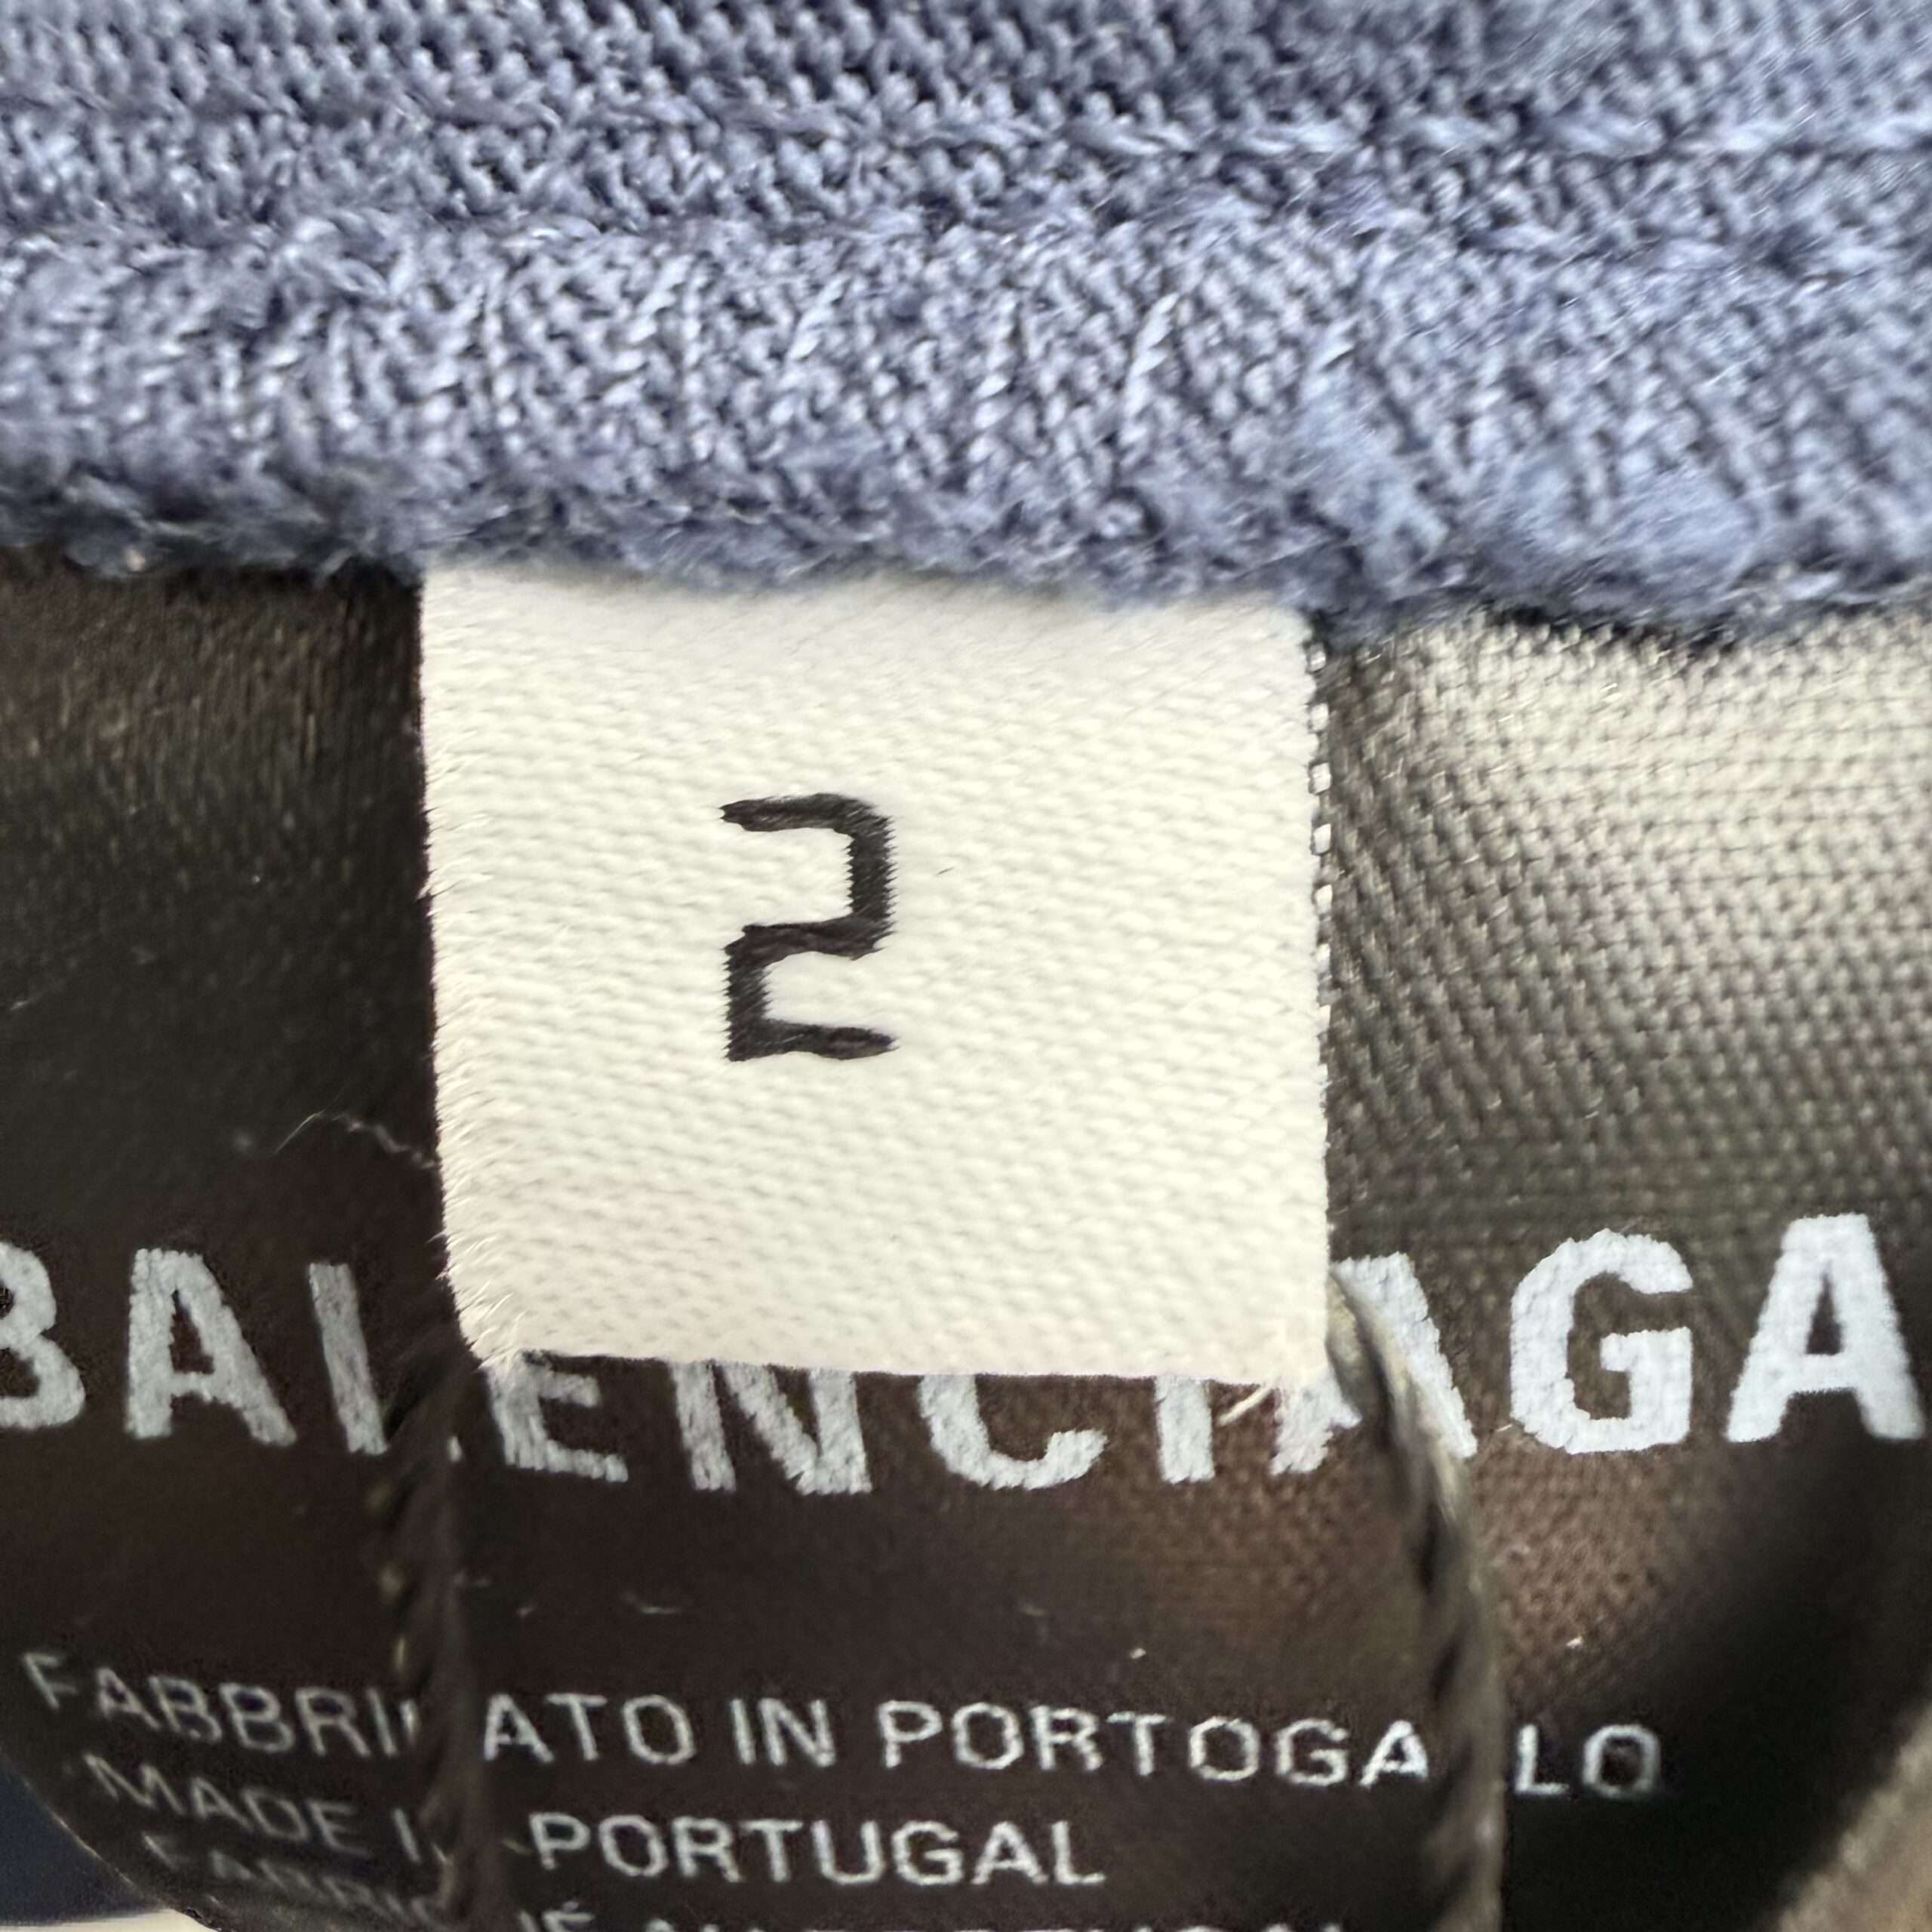 2
BALENCIAGA
FABBRICATO IN PORTOGALLO
MADE IN PORTUGAL